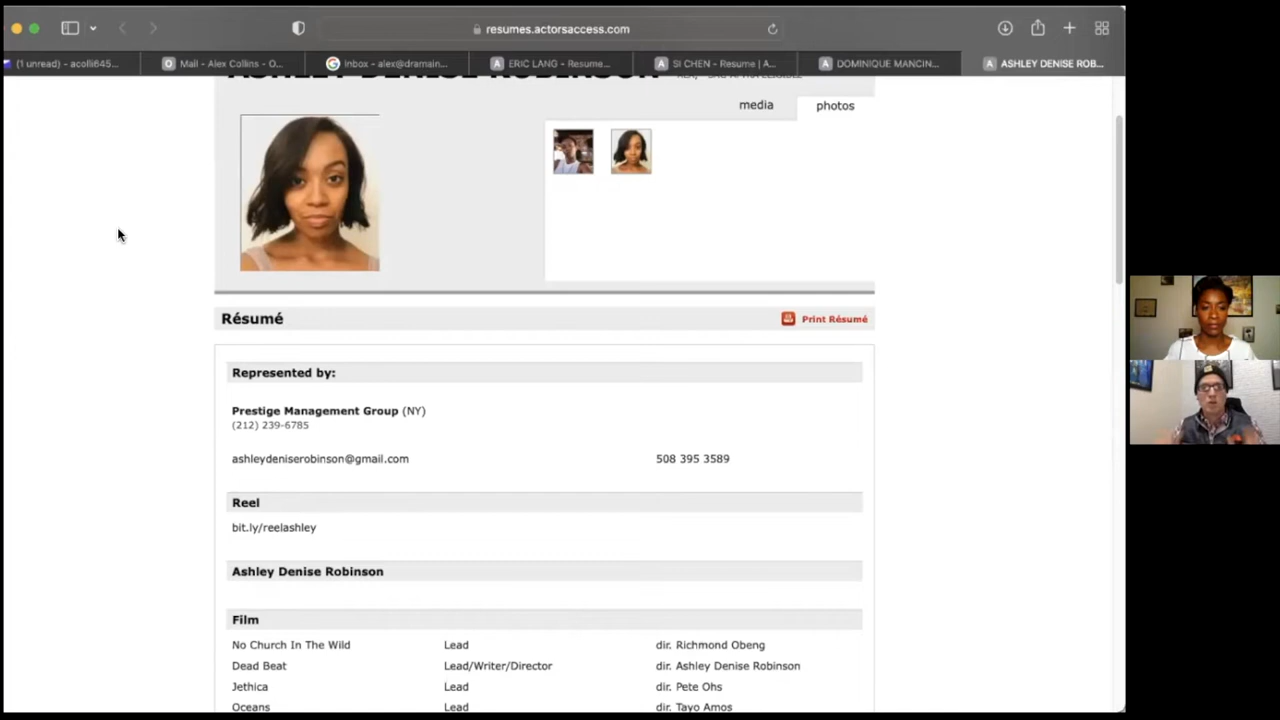 resumes.actorsaccess.com
(1 unread) - acolli645...
Mail - Alex Collins - O...
Inbox - alex@dramain...
ERIC LANG - Resume...
SI CHEN - Resume | A...
DOMINIQUE MANCIN...
ASHLEY DENISE ROB...
ASHLEY DENISE ROBINSON
media
photos
Résumé
Print Résumé
Represented by:
Prestige Management Group (NY)
(212) 239-6785
ashleydeniserobinson@gmail.com 508 395 3589
Reel
bit.ly/reelashley
Ashley Denise Robinson
Film
No Church In The Wild Lead dir. Richmond Obeng
Dead Beat Lead/Writer/Director dir. Ashley Denise Robinson
Jethica Lead dir. Pete Ohs
Oceans Lead dir. Tayo Amos